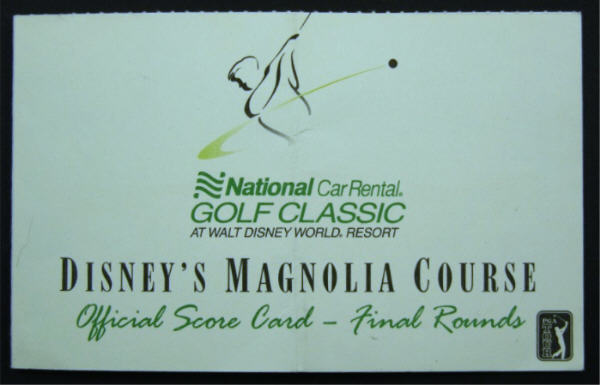 National Car Rental®
GOLF CLASSIC
AT WALT DISNEY WORLD® RESORT
DISNEY'S MAGNOLIA COURSE
Official Score Card – Final Rounds